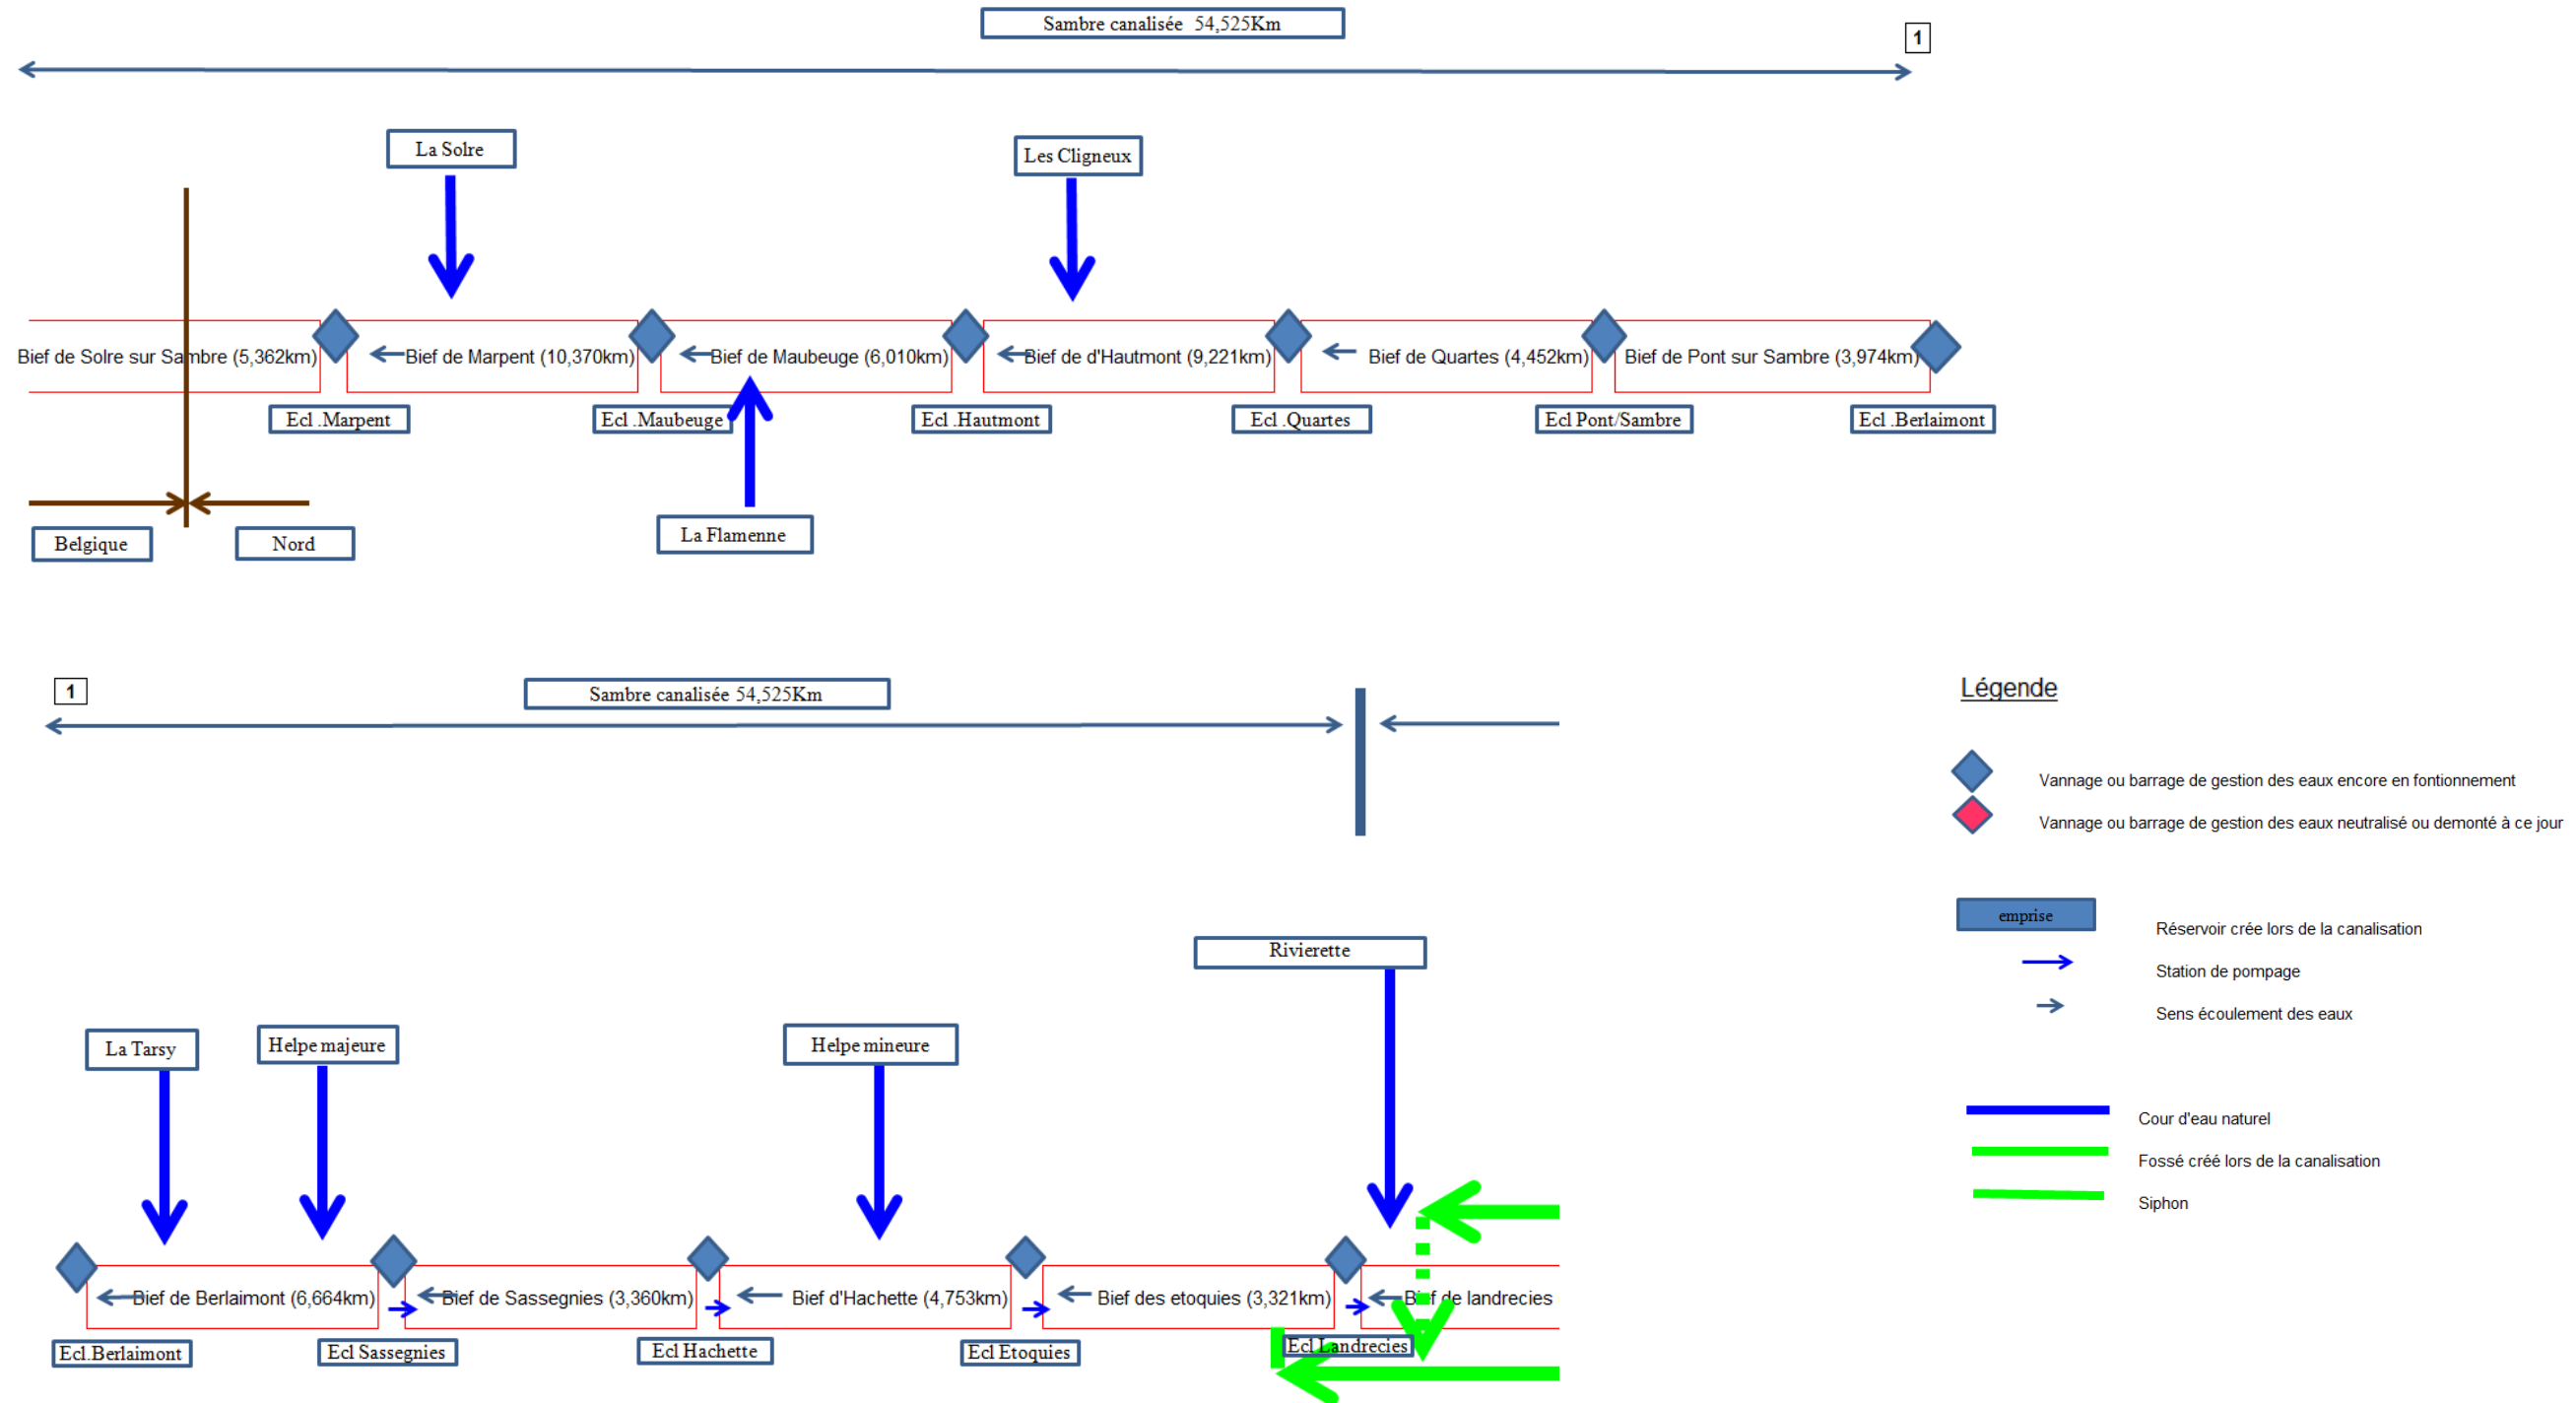 Sambre canalisée 54,525Km
1
La Solre
Les Cligneux
Bief de Solre sur Sambre (5,362km)
Bief de Marpent (10,370km)
Bief de Maubeuge (6,010km)
Bief de d'Hautmont (9,221km)
Bief de Quartes (4,452km)
Bief de Pont sur Sambre (3,974km)
Ecl .Marpent
Ecl .Maubeuge
Ecl .Hautmont
Ecl .Quartes
Ecl Pont/Sambre
Ecl .Berlaimont
Belgique
Nord
La Flamenne
1
Sambre canalisée 54,525Km
Légende
Vannage ou barrage de gestion des eaux encore en fontionnement
Vannage ou barrage de gestion des eaux neutralisé ou demonté à ce jour
emprise
Réservoir crée lors de la canalisation
Station de pompage
Sens écoulement des eaux
Cour d'eau naturel
Fossé créé lors de la canalisation
Siphon
Rivierette
La Tarsy
Helpe majeure
Helpe mineure
Bief de Berlaimont (6,664km)
Bief de Sassegnies (3,360km)
Bief d'Hachette (4,753km)
Bief des etoquies (3,321km)
Bief de landrecies
Ecl.Berlaimont
Ecl Sassegnies
Ecl Hachette
Ecl Etoquies
Ecl Landrecies